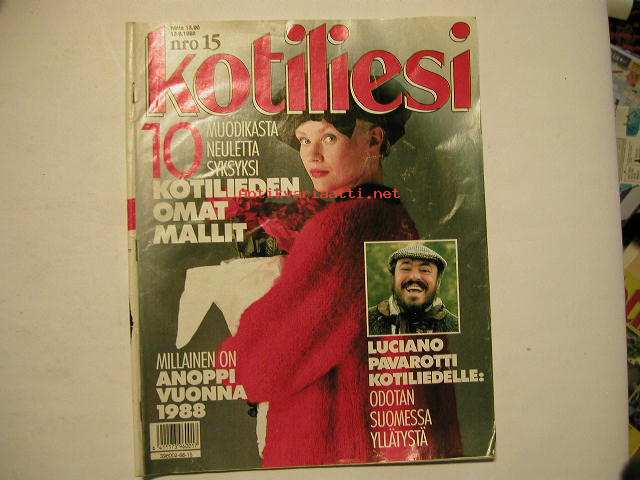 nro 15
kotiliesi
10
MUODIKASTA
NEULETTA
SYKSYKSI
KOTILIEDEN
OMAT
MALLIT
MILLAINEN ON
ANOPPI
VUONNA
1988
LUCIANO
PAVAROTTI
KOTILIEDELLE:
ODOTAN
SUOMESSA
YLLÄTYSTÄ